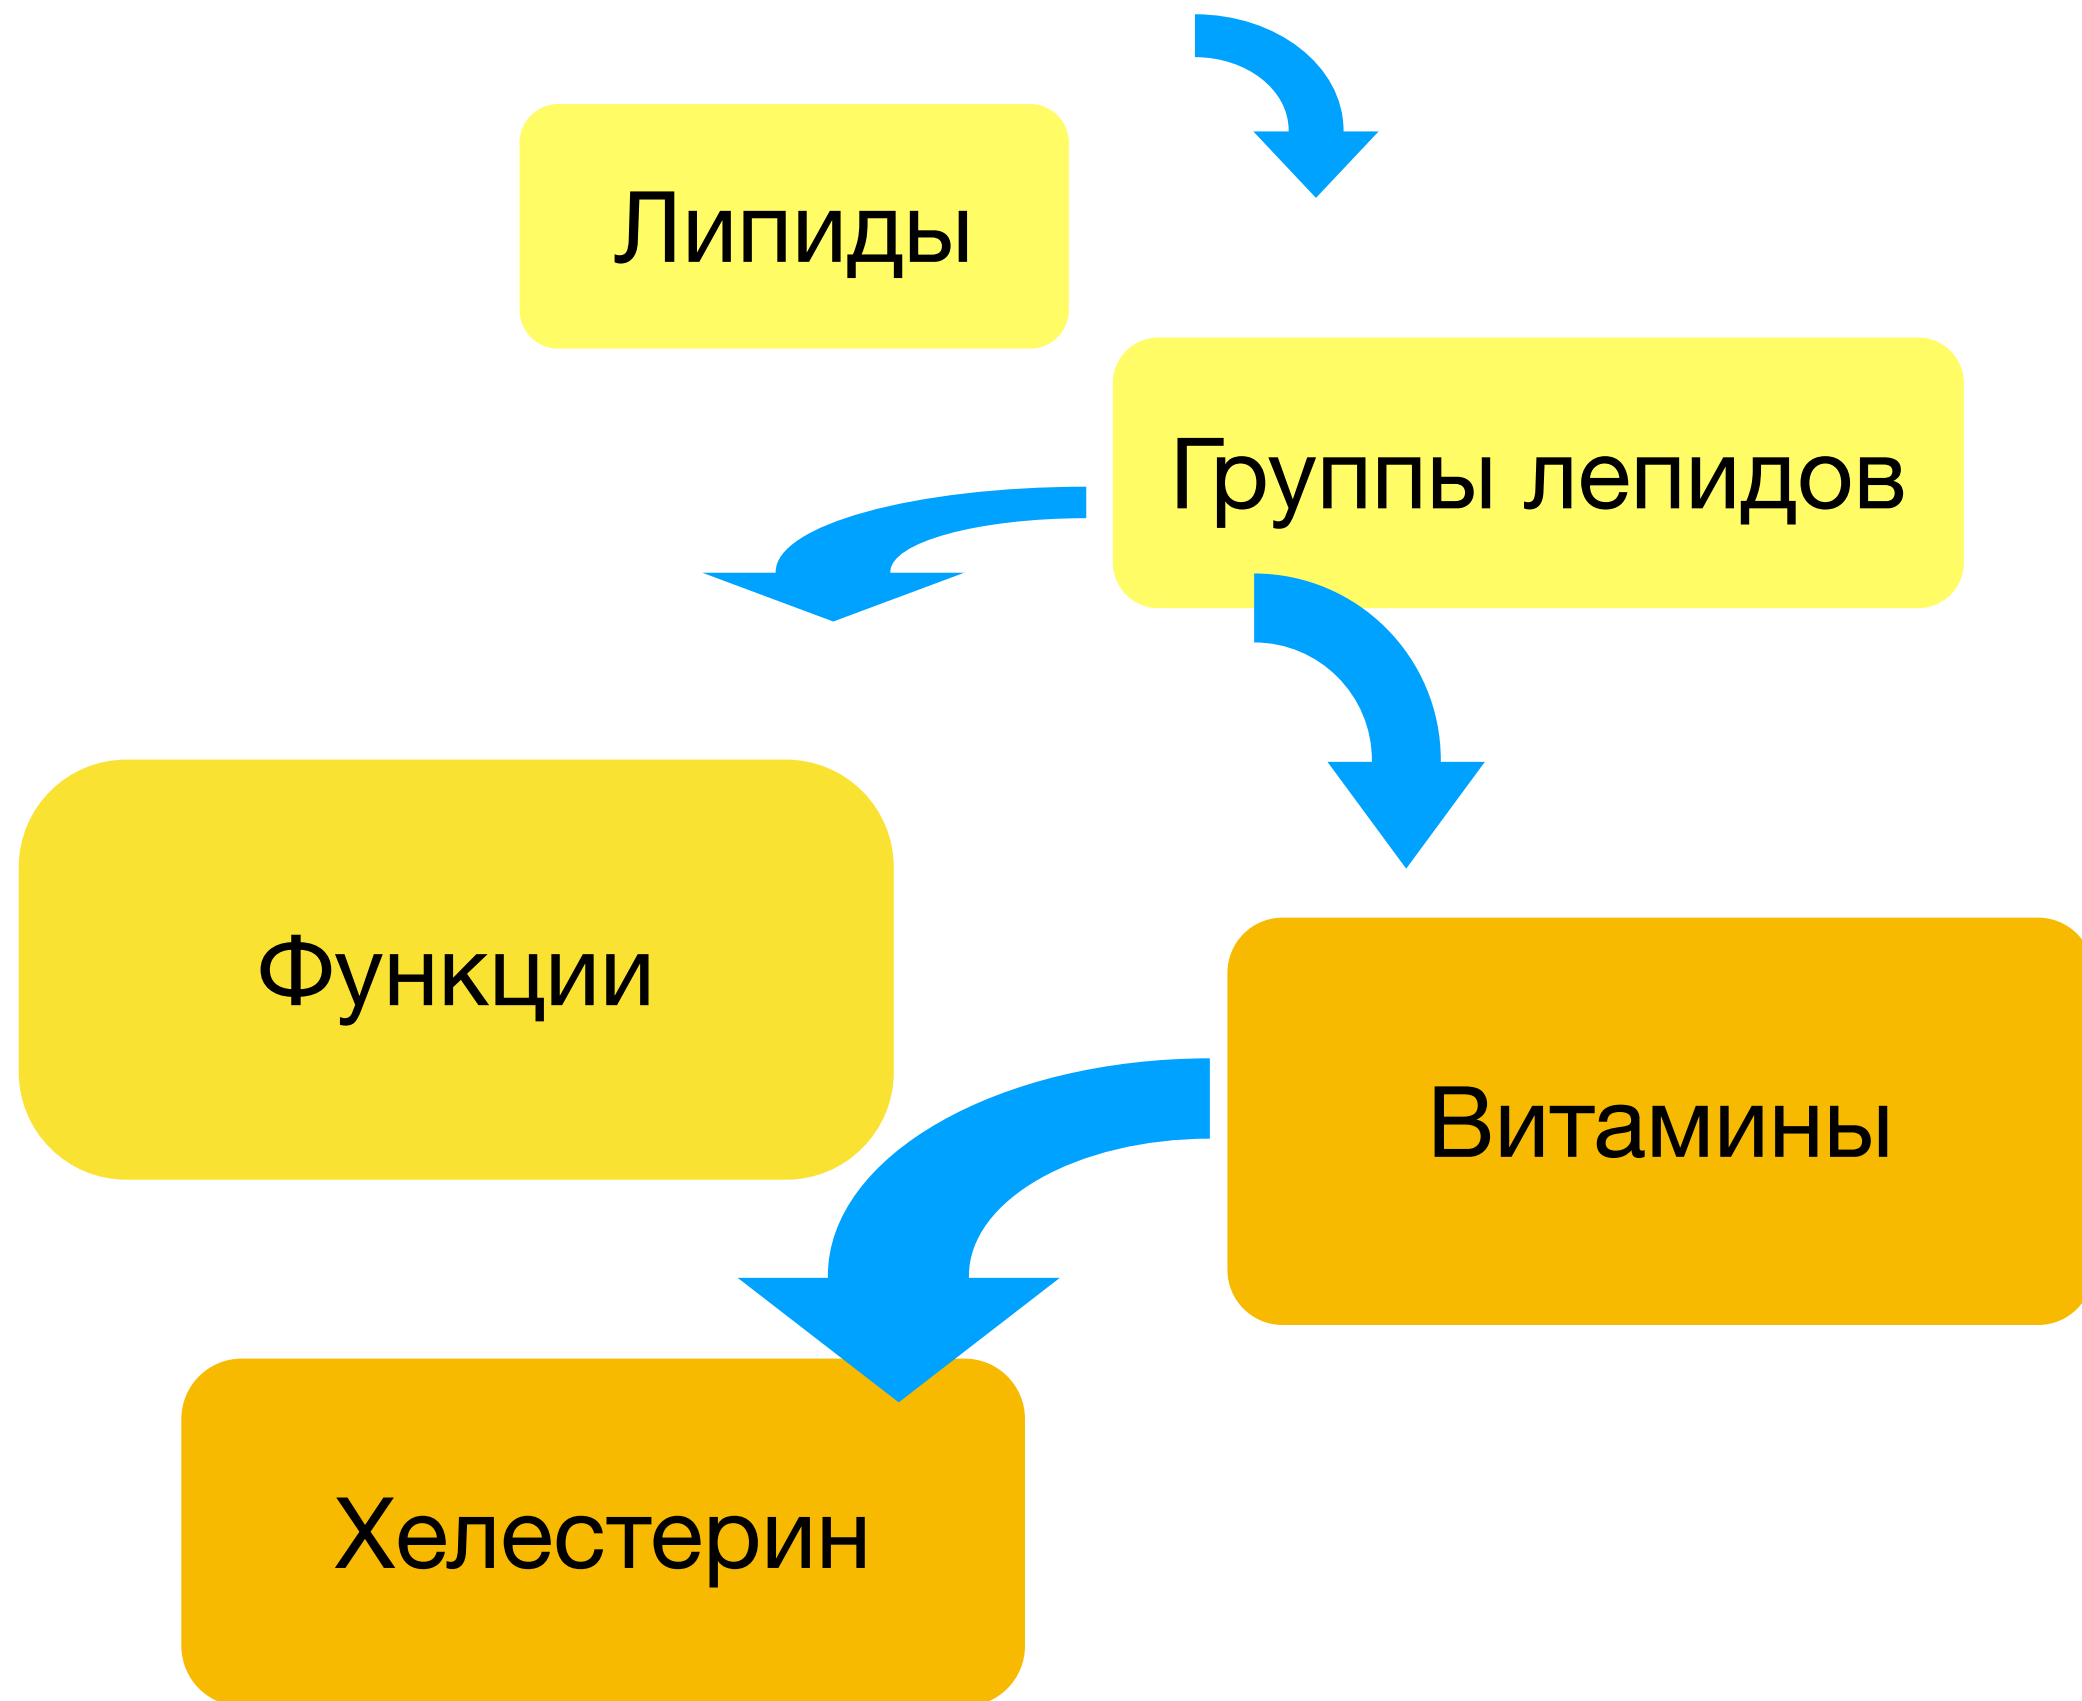 Липиды
Группы лепидов
Функции
Витамины
Хелестерин